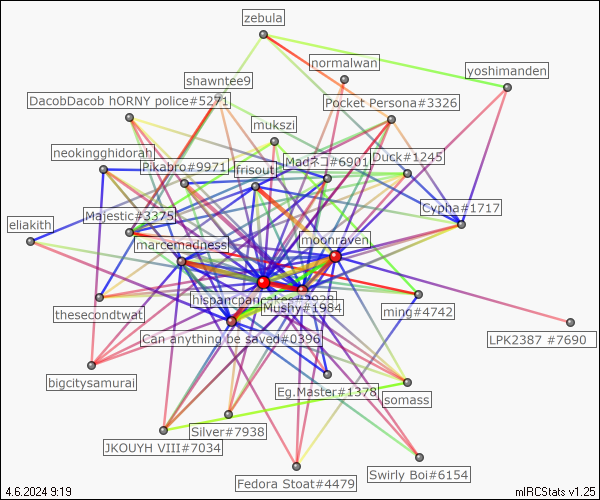 zebula
normalwan
yoshimanden
shawntee9
DacobDacob hORNY police#5271
Pocket Persona#3326
mukszi
neokingghidorah
Pikabro#9971
frisout
Madネコ#6901
Duck#1245
Cypha#1717
Majestic#3375
eliakith
marcemadness
moonraven
thesecondtwat
Mushy#1984
ming#4742
Can anything be saved#0396
LPK2387 #7690
bigcitysamurai
Eg.Master#1378
somass
Silver#7938
JKOUYH VIII#7034
Swirly Boi#6154
Fedora Stoat#4479
4.6.2024 9:19
mIRCStats v1.25